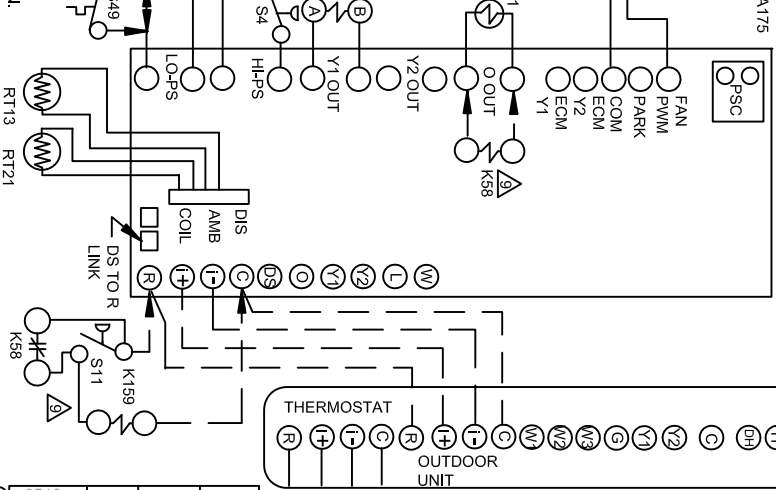 A175
S49
S4
A
B
1
LO-PS
HI-PS
Y1 OUT
Y2 OUT
O OUT
ECM
Y1
ECM
Y2
ECM
COM
PARK
PWM
FAN
PSC
RT13
RT21
K58
9
COIL
AMB
DIS
DS TO R
LINK
R
i+
i-
C
DS
O
Y1
Y2
L
W
K58
S11
K159
9
THERMOSTAT
R
i+
i-
C
R
i+
i-
C
W1
W2
W3
G
Y1
Y2
C
DH
OUTDOOR
UNIT